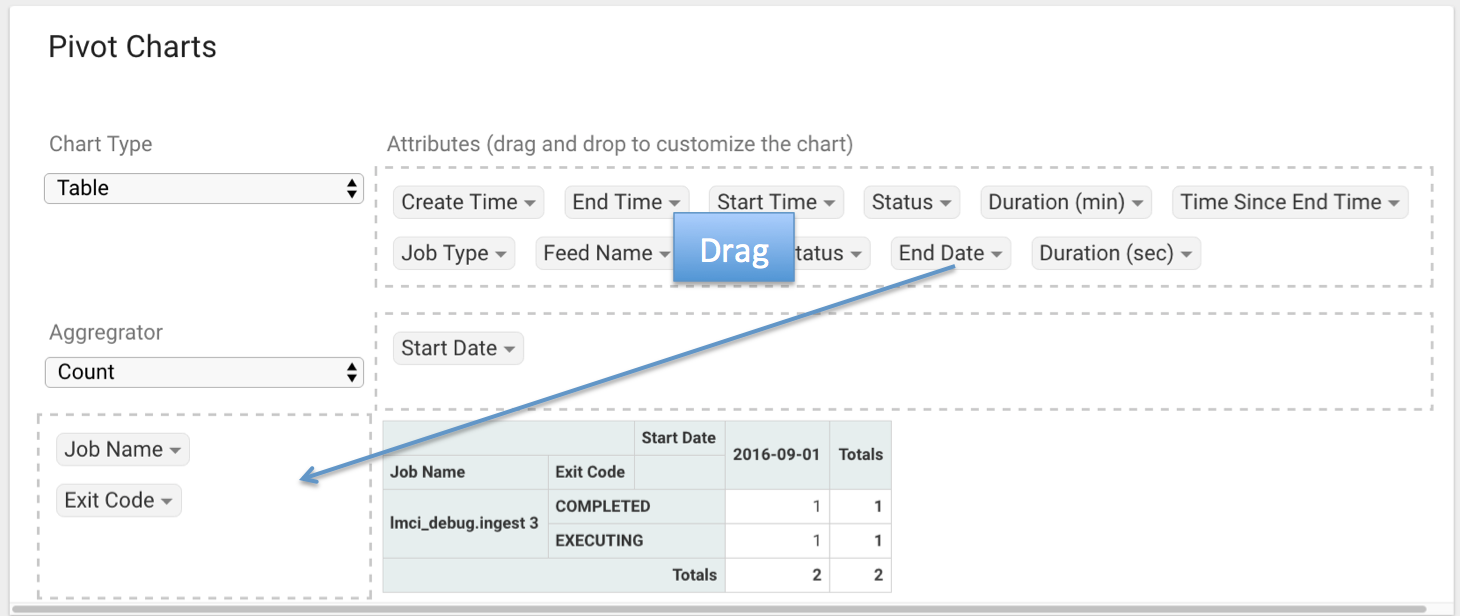 Pivot Charts
Chart Type
Attributes (drag and drop to customize the chart)
Table
Create Time End Time Start Time Status Duration (min) Time Since End Time
Job Type Feed Name tatus End Date Duration (sec)
Drag
Aggregrator
Count
Start Date
Job Name
Exit Code
Start Date 2016-09-01 Totals
Job Name Exit Code
lmci_debug.ingest 3 COMPLETED 1 1
EXECUTING 1 1
Totals 2 2